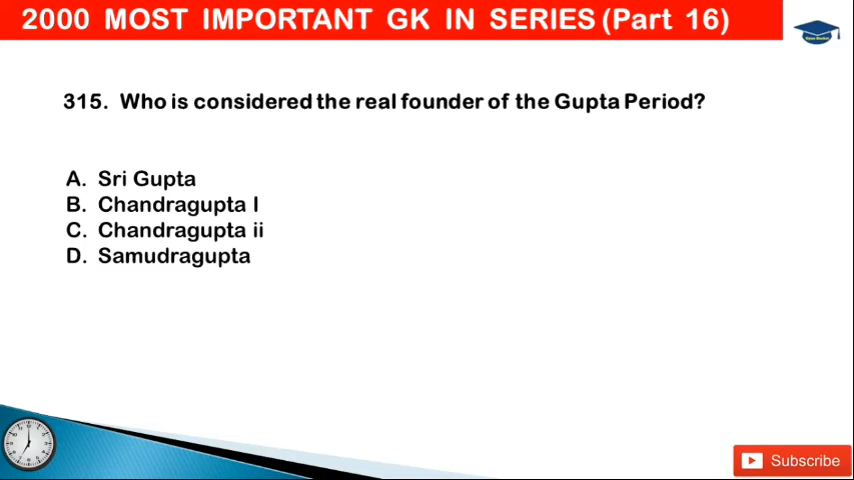 2000 MOST IMPORTANT GK IN SERIES (Part 16)
315. Who is considered the real founder of the Gupta Period?
A. Sri Gupta
B. Chandragupta I
C. Chandragupta ii
D. Samudragupta
Subscribe